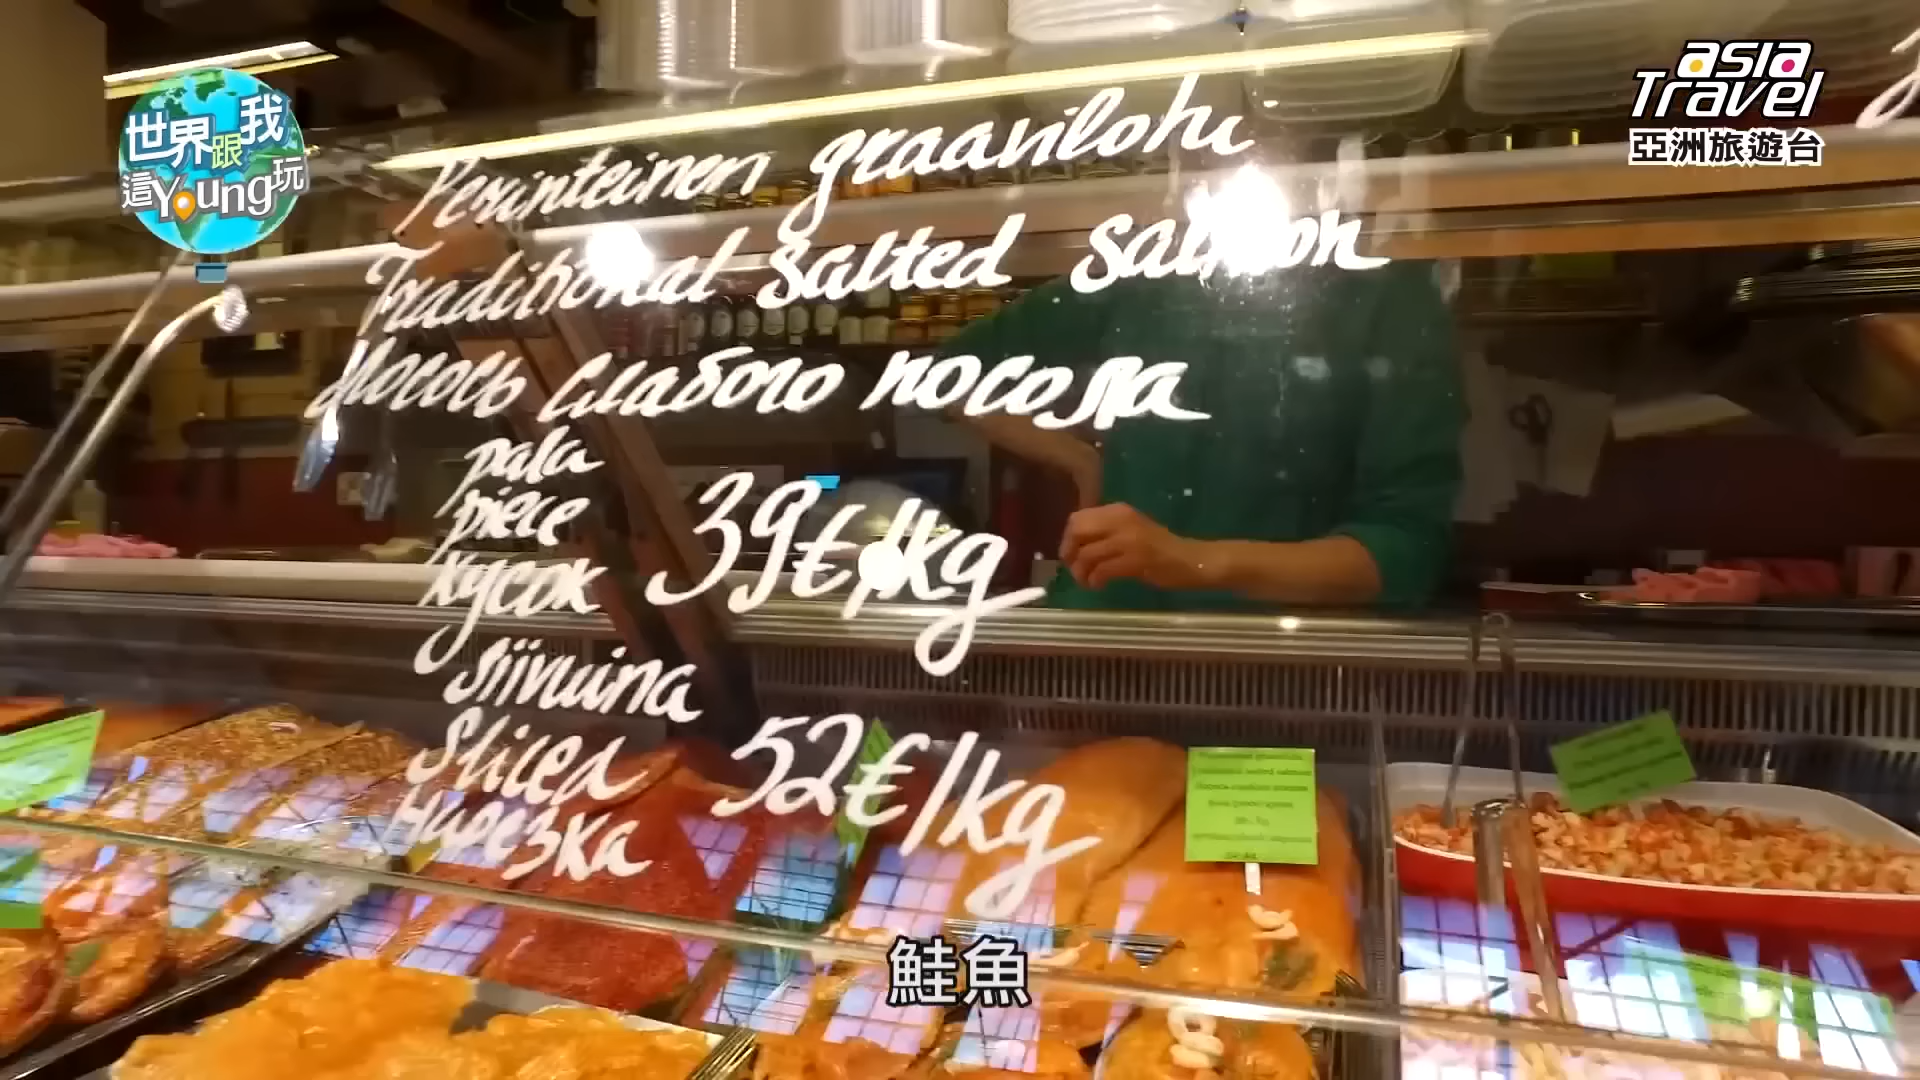 世界跟我
這Young玩
asia
Travel
亞洲旅遊台
Perinteinen graavilohi
Traditional salted salmon
Лосось слабого посола
pala
piece
кусок
39€/kg
siivuina
Sliced
Нарезка
52€/kg
鮭魚